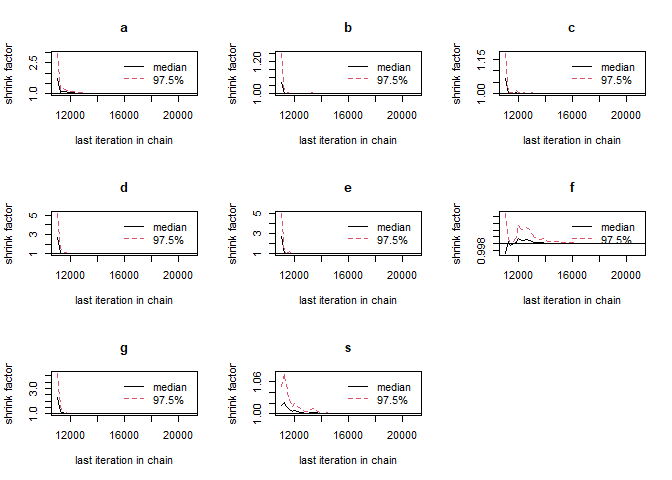 a
shrink factor
1.0 2.5
median
97.5%
12000 16000 20000
last iteration in chain
b
shrink factor
1.00 1.20
median
97.5%
12000 16000 20000
last iteration in chain
c
shrink factor
1.00 1.15
median
97.5%
12000 16000 20000
last iteration in chain
d
shrink factor
1 3 5
median
97.5%
12000 16000 20000
last iteration in chain
e
shrink factor
1 3 5
median
97.5%
12000 16000 20000
last iteration in chain
f
shrink factor
0.998
median
97.5%
12000 16000 20000
last iteration in chain
g
shrink factor
1.0 3.0
median
97.5%
12000 16000 20000
last iteration in chain
s
shrink factor
1.00 1.06
median
97.5%
12000 16000 20000
last iteration in chain